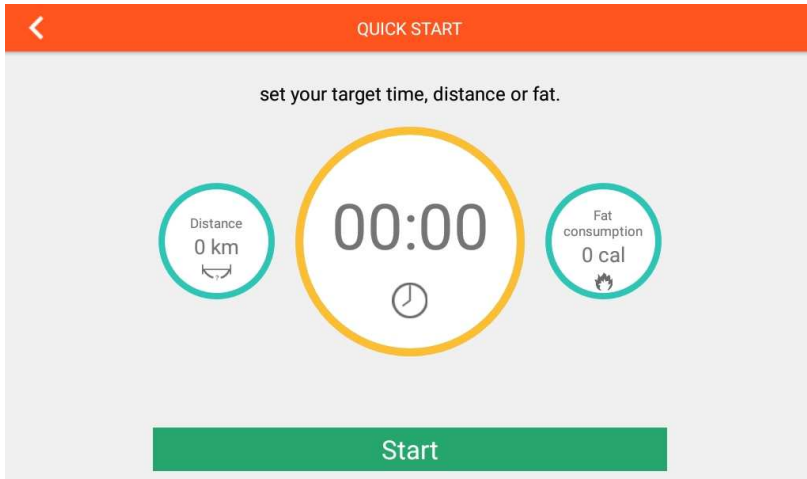 QUICK START
set your target time, distance or fat.
Distance
0 km
00:00
Fat
consumption
0 cal
Start